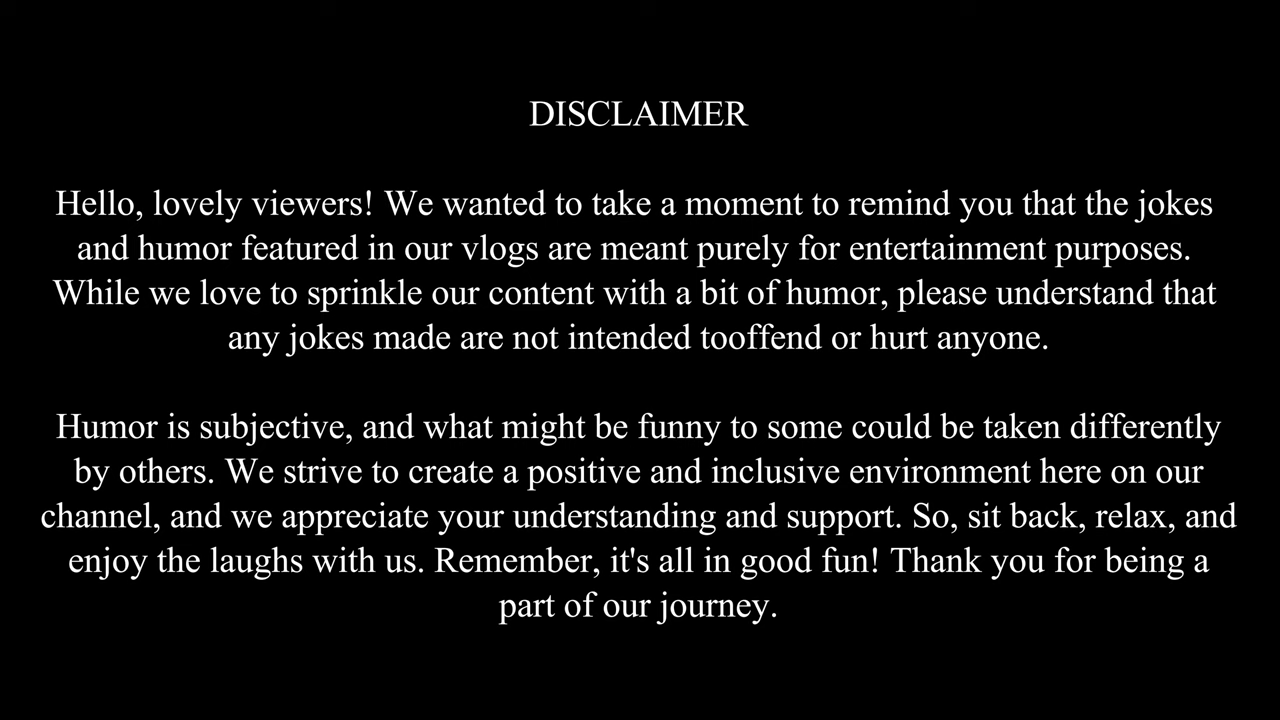 DISCLAIMER
Hello, lovely viewers! We wanted to take a moment to remind you that the jokes
and humor featured in our vlogs are meant purely for entertainment purposes.
While we love to sprinkle our content with a bit of humor, please understand that
any jokes made are not intended tooffend or hurt anyone.
Humor is subjective, and what might be funny to some could be taken differently
by others. We strive to create a positive and inclusive environment here on our
channel, and we appreciate your understanding and support. So, sit back, relax, and
enjoy the laughs with us. Remember, it's all in good fun! Thank you for being a
part of our journey.